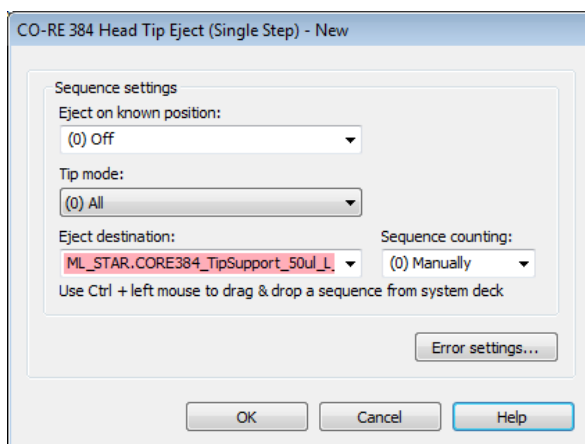 CO-RE 384 Head Tip Eject (Single Step) - New
Sequence settings
Eject on known position:
(0) Off
Tip mode:
(0) All
Eject destination:
Sequence counting:
ML_STAR.CORE384_TipSupport_50ul_L_
(0) Manually
Use Ctrl + left mouse to drag & drop a sequence from system deck
Error settings...
OK
Cancel
Help